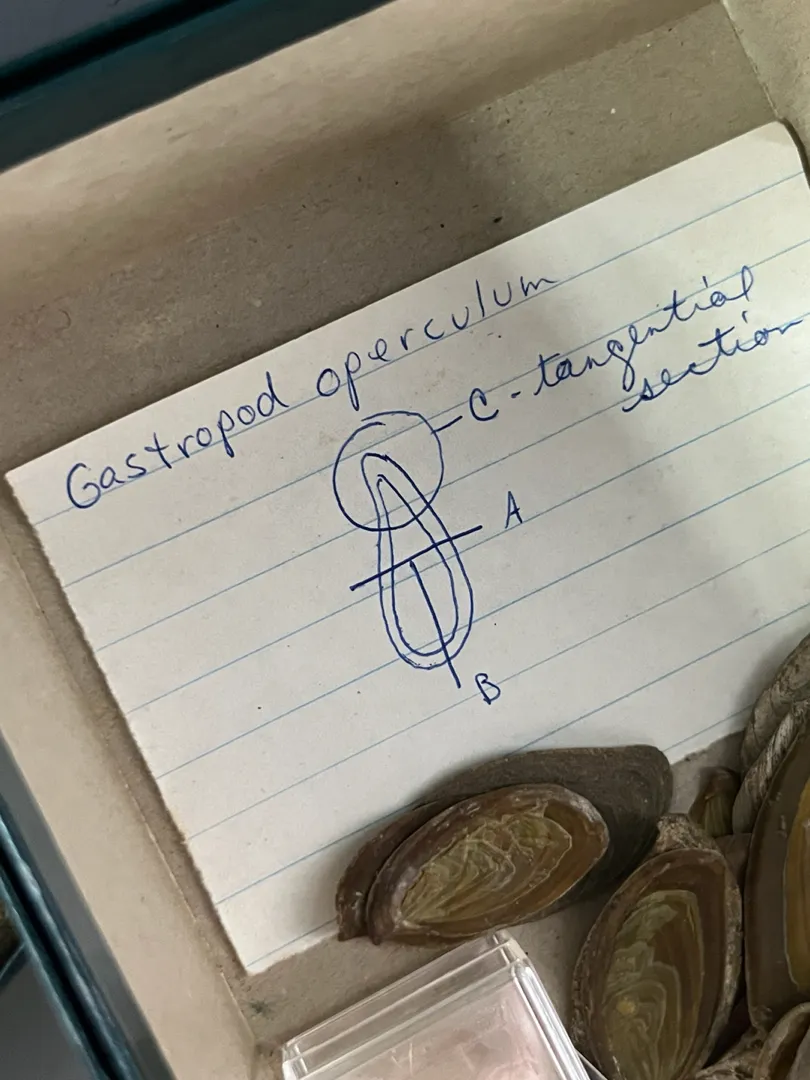 Gastropod operculum
C - tangential
section
A
B